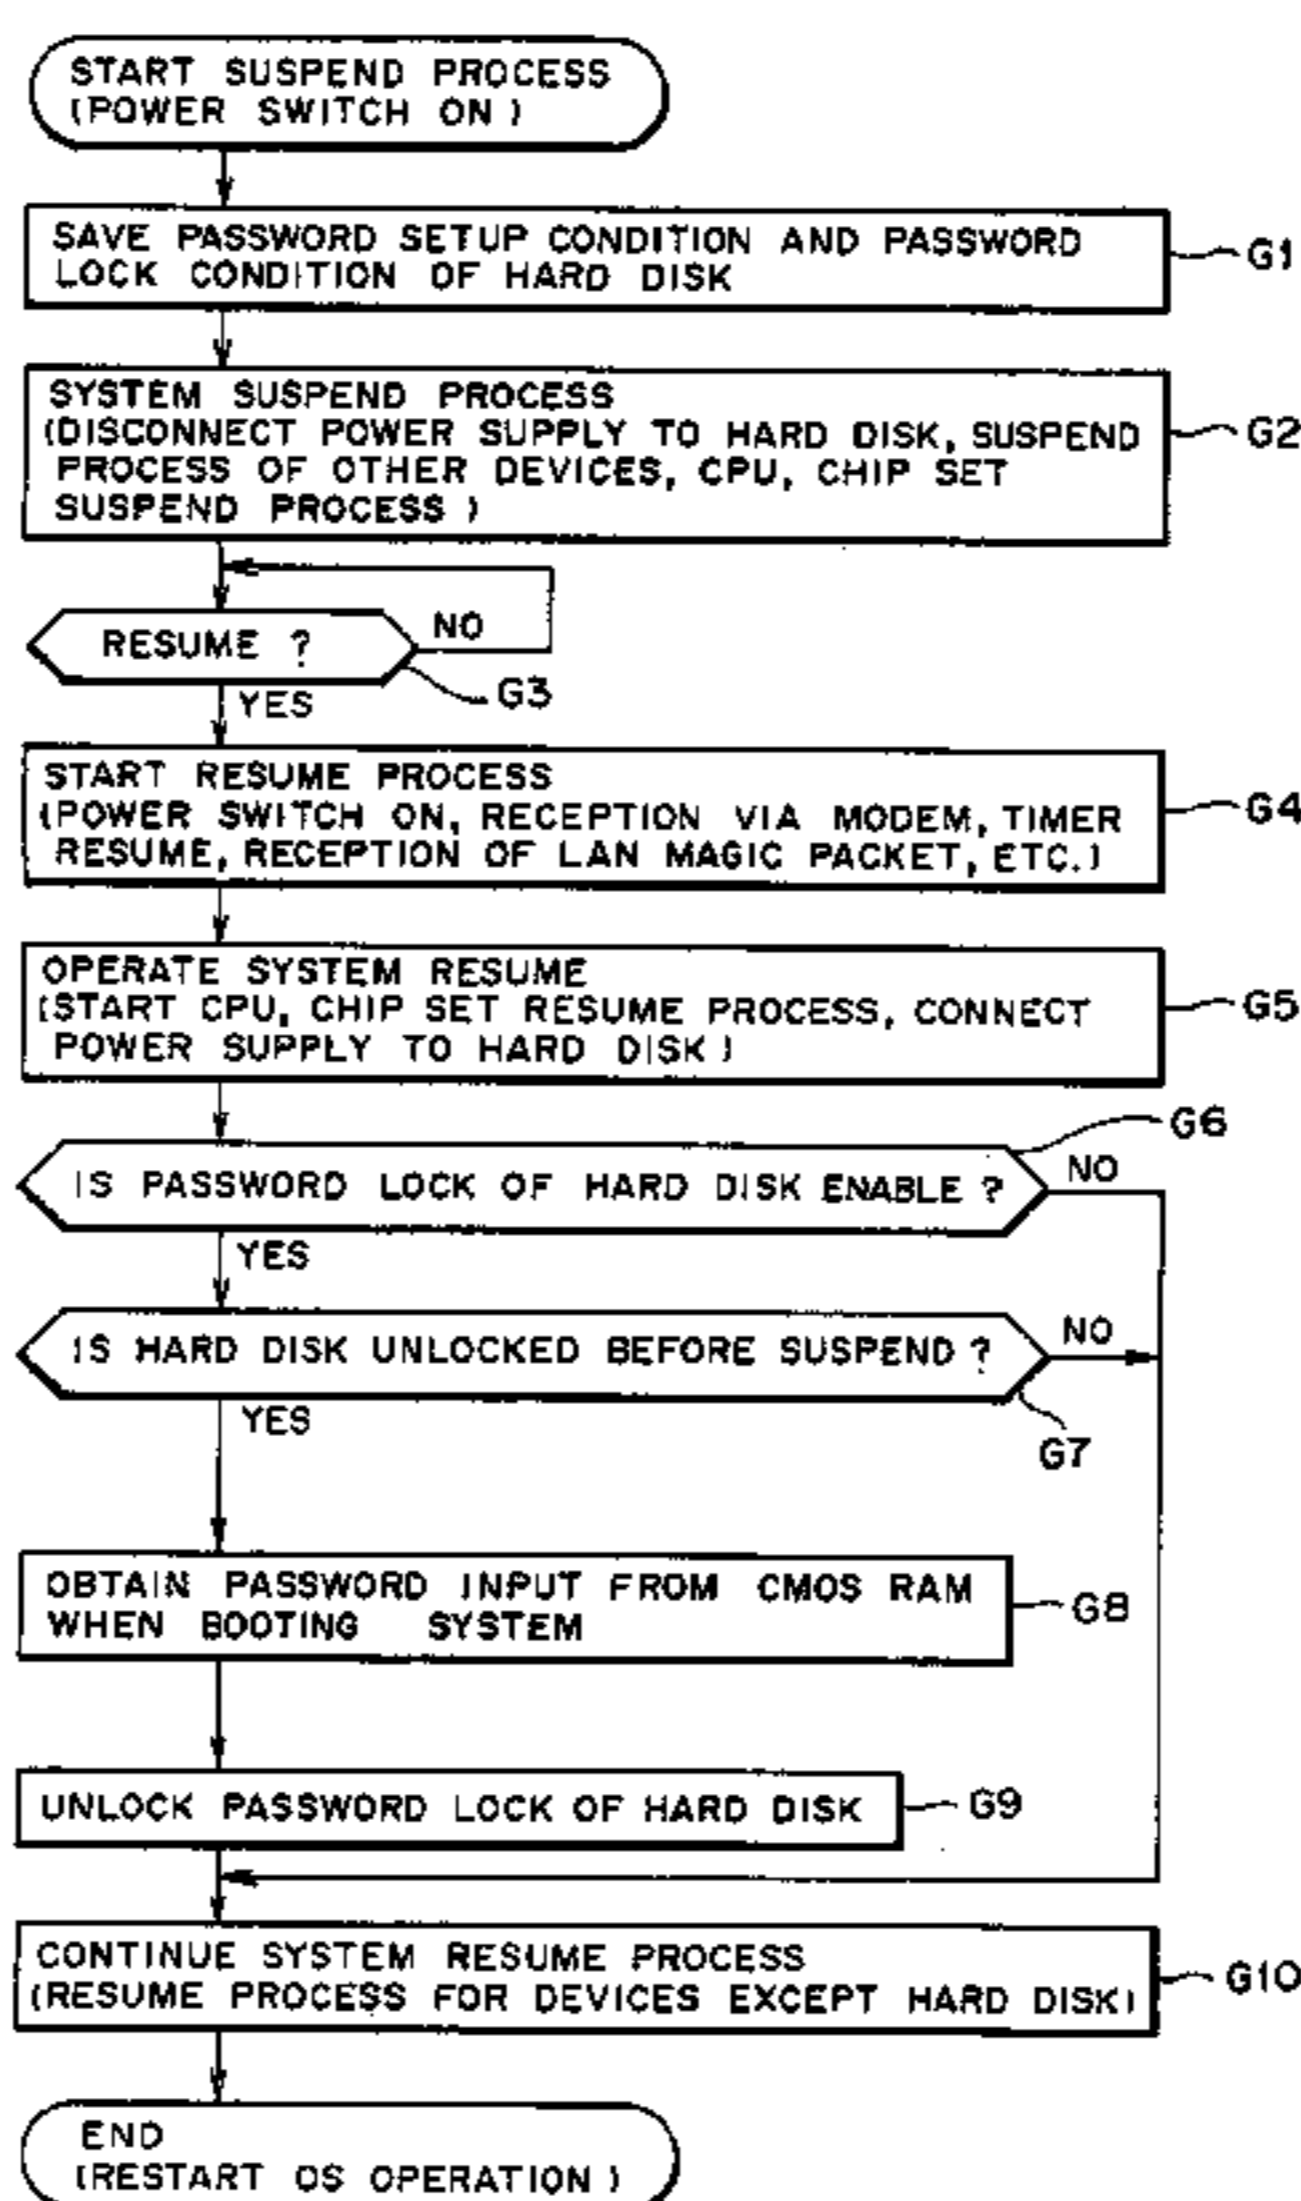 START SUSPEND PROCESS
(POWER SWITCH ON)
SAVE PASSWORD SETUP CONDITION AND PASSWORD
LOCK CONDITION OF HARD DISK
G1
SYSTEM SUSPEND PROCESS
(DISCONNECT POWER SUPPLY TO HARD DISK, SUSPEND
PROCESS OF OTHER DEVICES, CPU, CHIP SET
SUSPEND PROCESS)
G2
RESUME ?
NO
G3
YES
START RESUME PROCESS
(POWER SWITCH ON, RECEPTION VIA MODEM, TIMER
RESUME, RECEPTION OF LAN MAGIC PACKET, ETC.)
G4
OPERATE SYSTEM RESUME
(START CPU, CHIP SET RESUME PROCESS, CONNECT
POWER SUPPLY TO HARD DISK)
G5
G6
IS PASSWORD LOCK OF HARD DISK ENABLE ?
NO
YES
IS HARD DISK UNLOCKED BEFORE SUSPEND ?
NO
YES
G7
OBTAIN PASSWORD INPUT FROM CMOS RAM
WHEN BOOTING SYSTEM
G8
UNLOCK PASSWORD LOCK OF HARD DISK
G9
CONTINUE SYSTEM RESUME PROCESS
(RESUME PROCESS FOR DEVICES EXCEPT HARD DISK)
G10
END
(RESTART OS OPERATION)